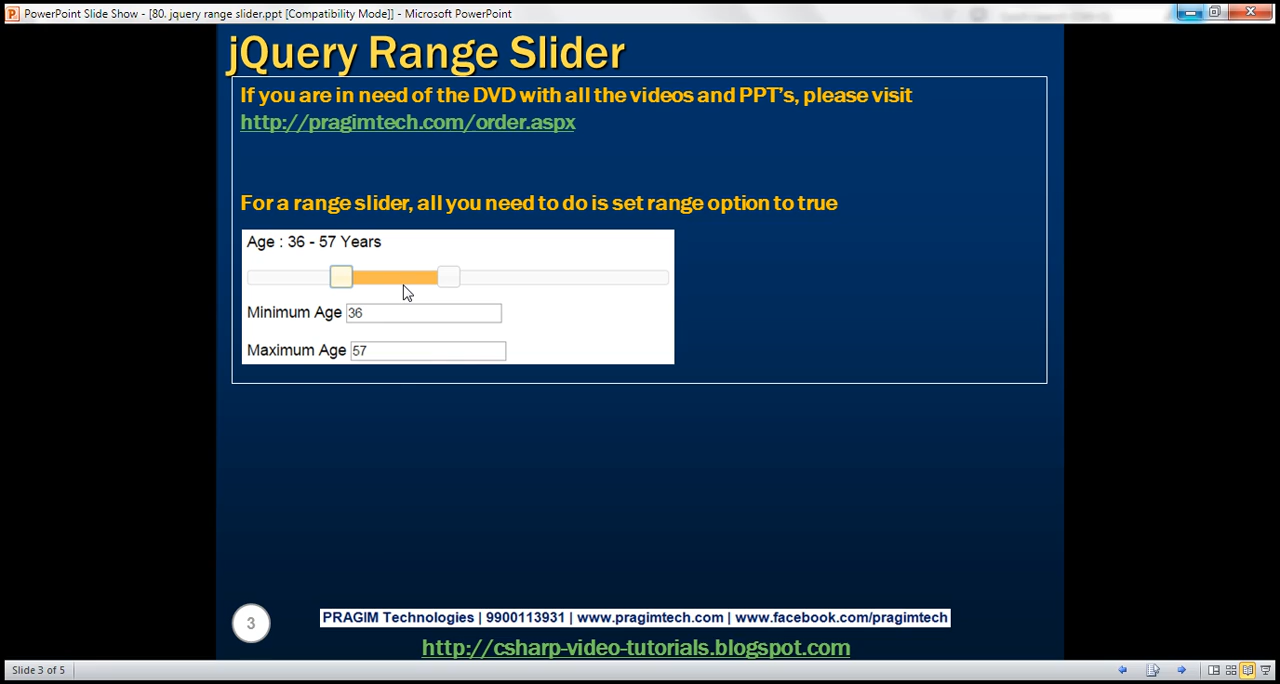 PowerPoint Slide Show - [80. jquery range slider.ppt [Compatibility Mode]] - Microsoft PowerPoint
jQuery Range Slider
If you are in need of the DVD with all the videos and PPT's, please visit
http://pragimtech.com/order.aspx
For a range slider, all you need to do is set range option to true
Age : 36 - 57 Years
Minimum Age 36
Maximum Age 57
3
PRAGIM Technologies | 9900113931 | www.pragimtech.com | www.facebook.com/pragimtech
http://csharp-video-tutorials.blogspot.com
Slide 3 of 5